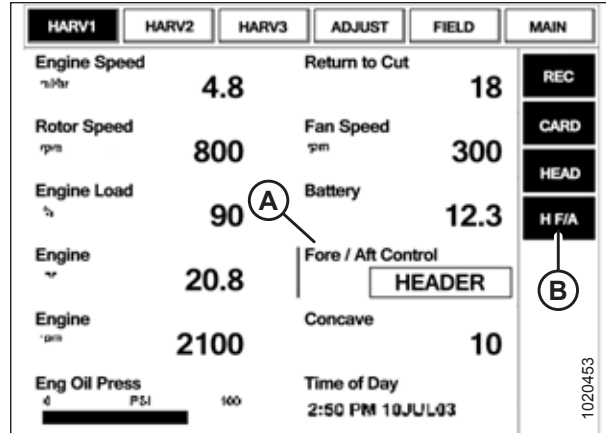 HARV1 HARV2 HARV3 ADJUST FIELD MAIN
Engine Speed Return to Cut
4.8 18
REC
Rotor Speed Fan Speed
rpm rpm
800 300
CARD
HEAD
Engine Load Battery
% 90 12.3
A
H F/A
Engine Fore / Aft Control
20.8 HEADER
B
Engine Concave
rpm
2100 10
Eng Oil Press Time of Day
0 PSI 100
2:50 PM 10JUL03
1020453